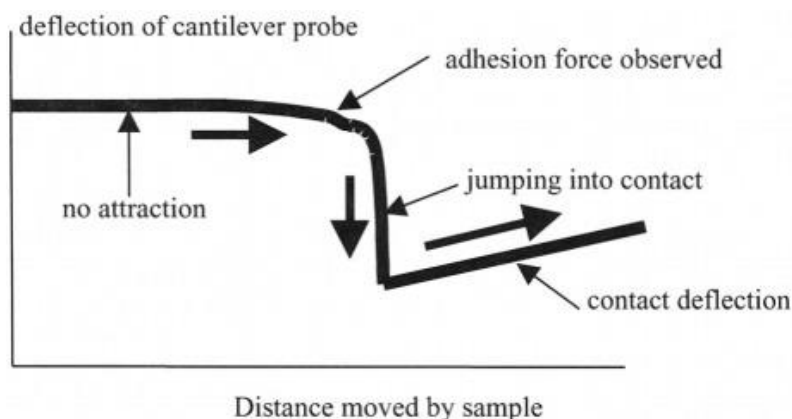 deflection of cantilever probe
adhesion force observed
jumping into contact
no attraction
contact deflection
Distance moved by sample